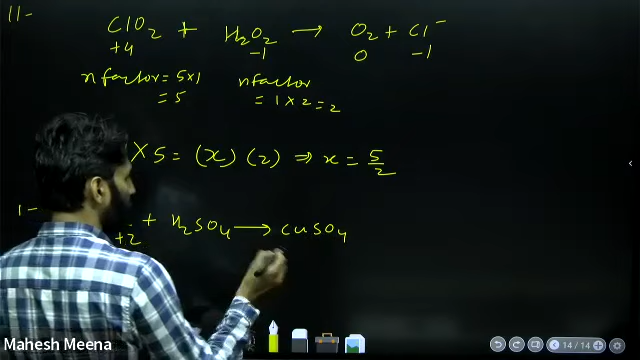 11-
ClO2 + H2O2 → O2 + Cl⁻
+4 -1 0 -1
n factor = 5×1 n factor
= 5 = 1 × 2 = 2
X 5 = (x) (2) ⇒ x = 5/2
1- + H2SO4 → CuSO4
+2
Mahesh Meena
14 / 14